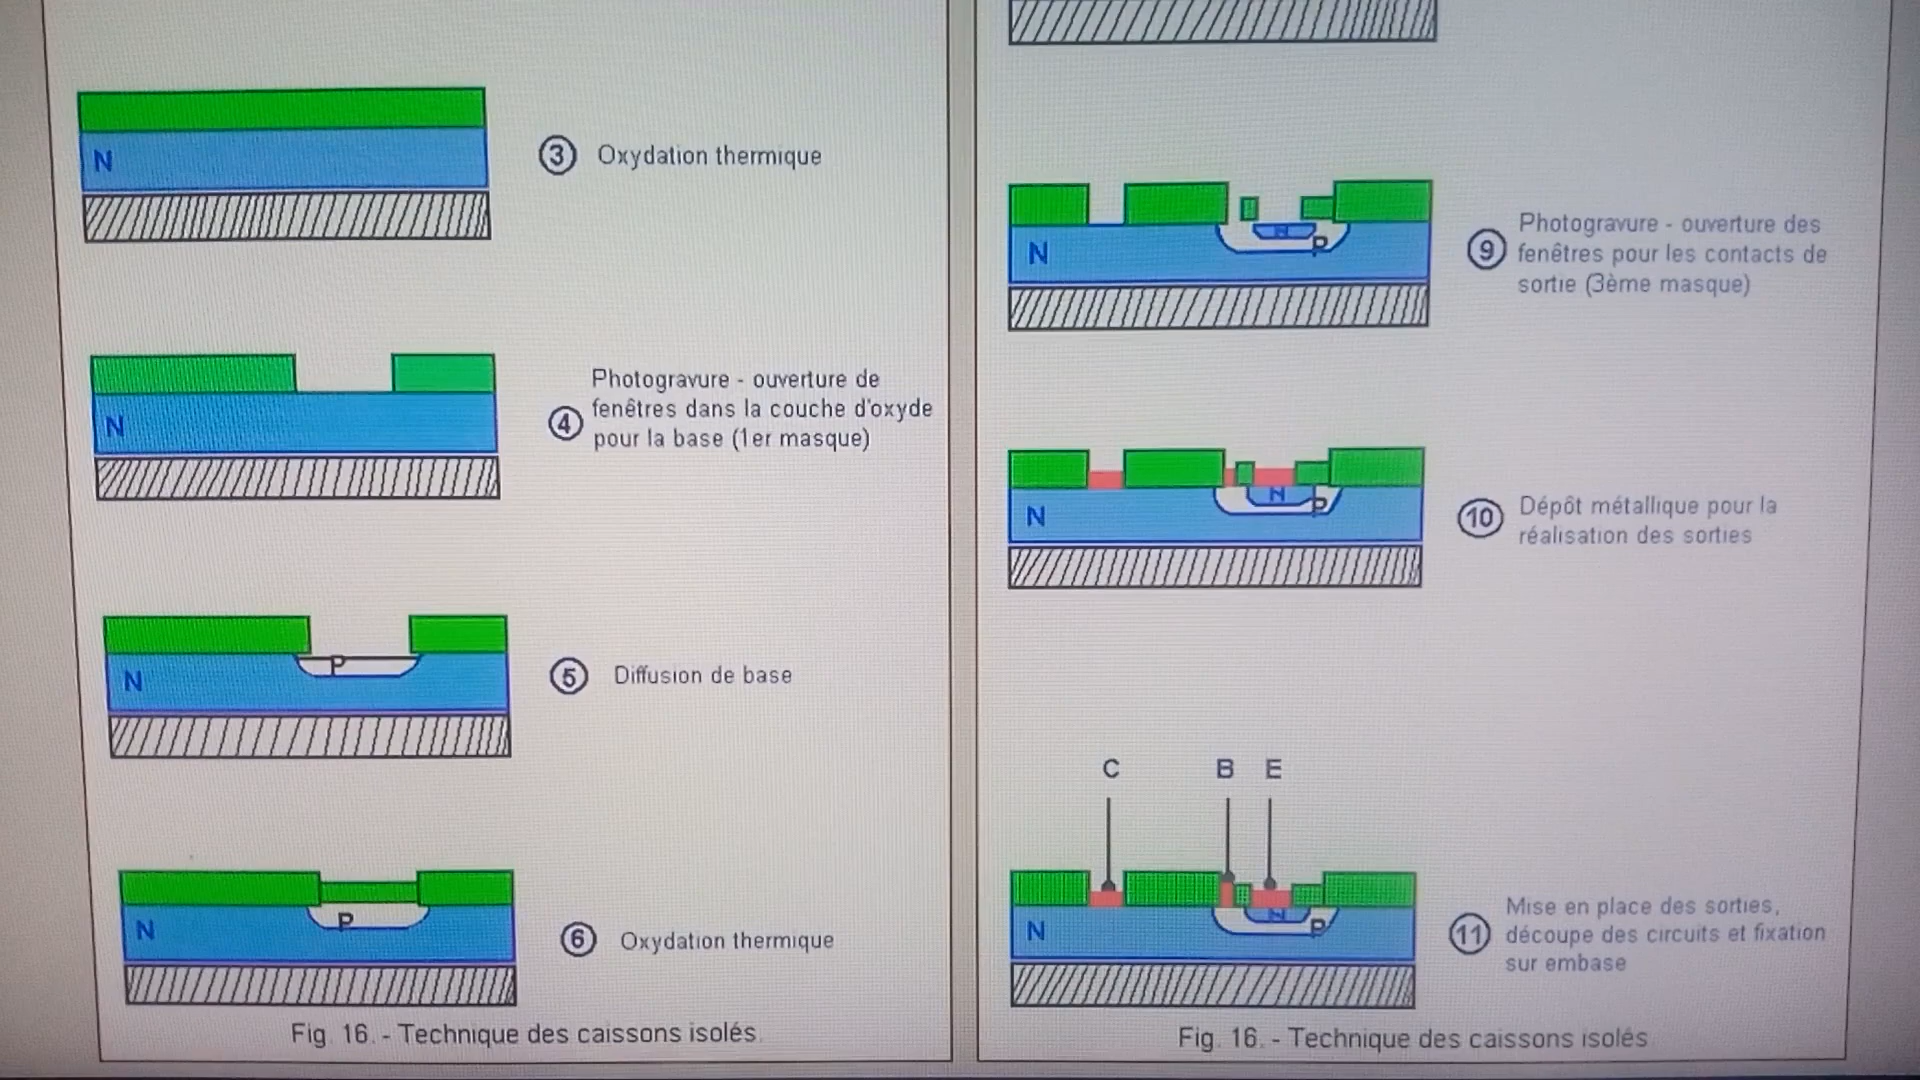 N
3 Oxydation thermique
N
4 Photogravure - ouverture de
fenêtres dans la couche d'oxyde
pour la base (1er masque)
P
N
5 Diffusion de base
P
N
6 Oxydation thermique
Fig. 16. - Technique des caissons isolés.
N
P
N
9 Photogravure - ouverture des
fenêtres pour les contacts de
sortie (3ème masque)
N
P
N
10 Dépôt métallique pour la
réalisation des sorties
C B E
N
P
N
11 Mise en place des sorties,
découpe des circuits et fixation
sur embase
Fig. 16. - Technique des caissons isolés